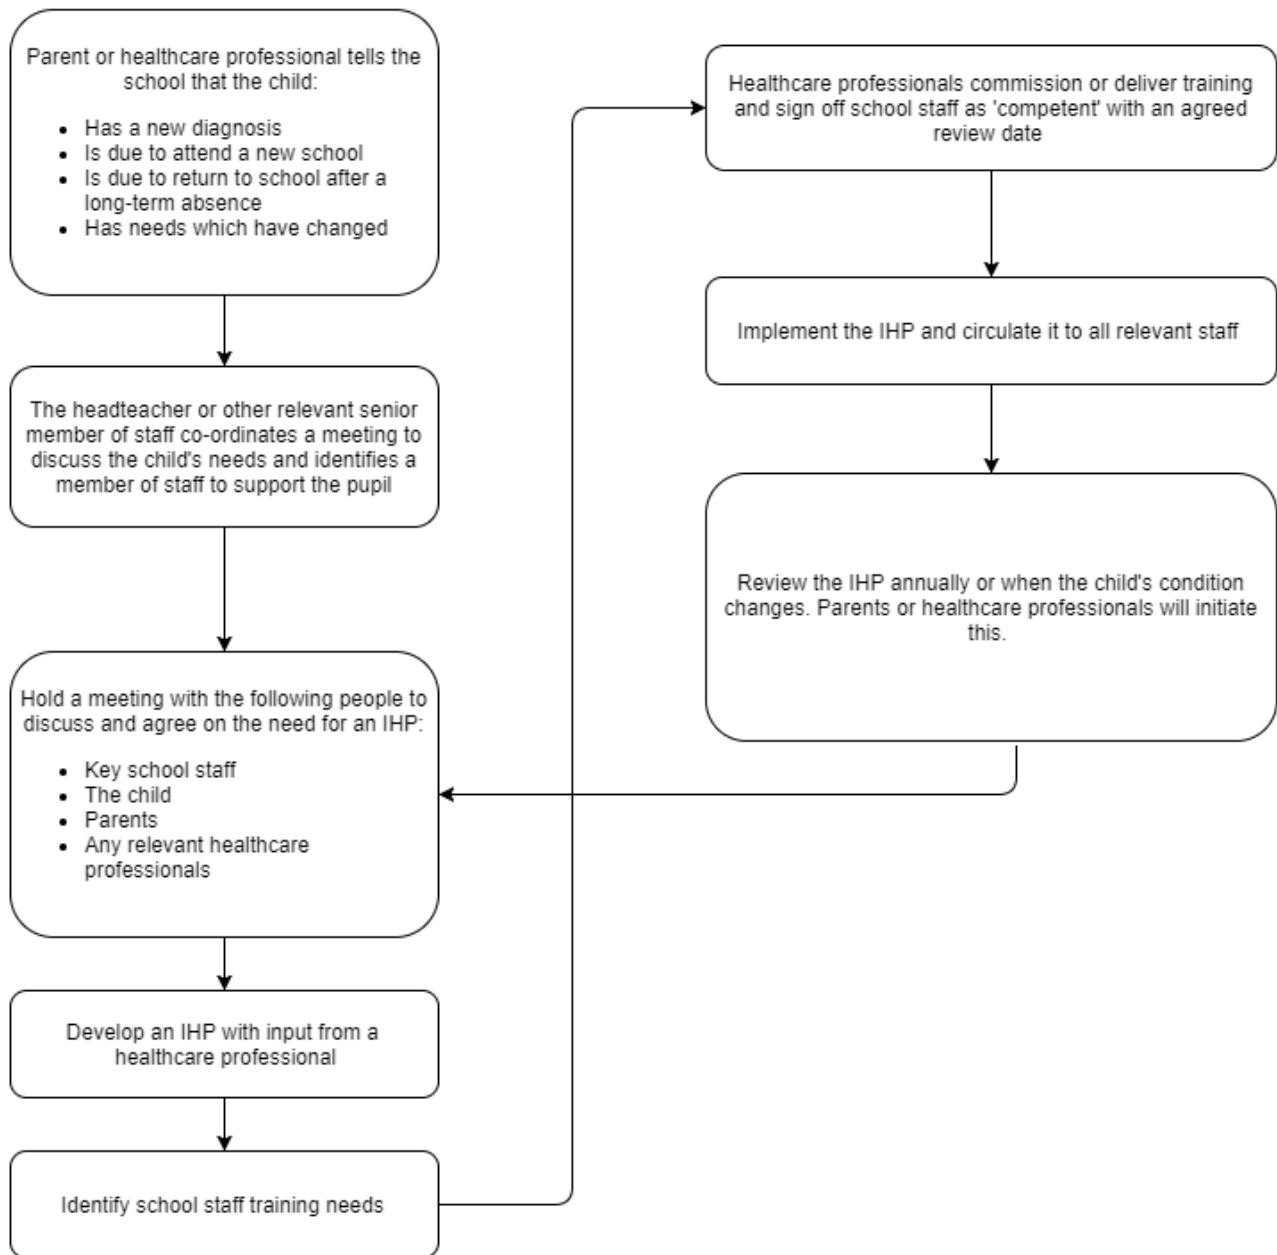 Parent or healthcare professional tells the
school that the child:
• Has a new diagnosis
• Is due to attend a new school
• Is due to return to school after a
long-term absence
• Has needs which have changed
The headteacher or other relevant senior
member of staff co-ordinates a meeting to
discuss the child's needs and identifies a
member of staff to support the pupil
Hold a meeting with the following people to
discuss and agree on the need for an IHP:
• Key school staff
• The child
• Parents
• Any relevant healthcare
professionals
Develop an IHP with input from a
healthcare professional
Identify school staff training needs
Healthcare professionals commission or deliver training
and sign off school staff as 'competent' with an agreed
review date
Implement the IHP and circulate it to all relevant staff
Review the IHP annually or when the child's condition
changes. Parents or healthcare professionals will initiate
this.